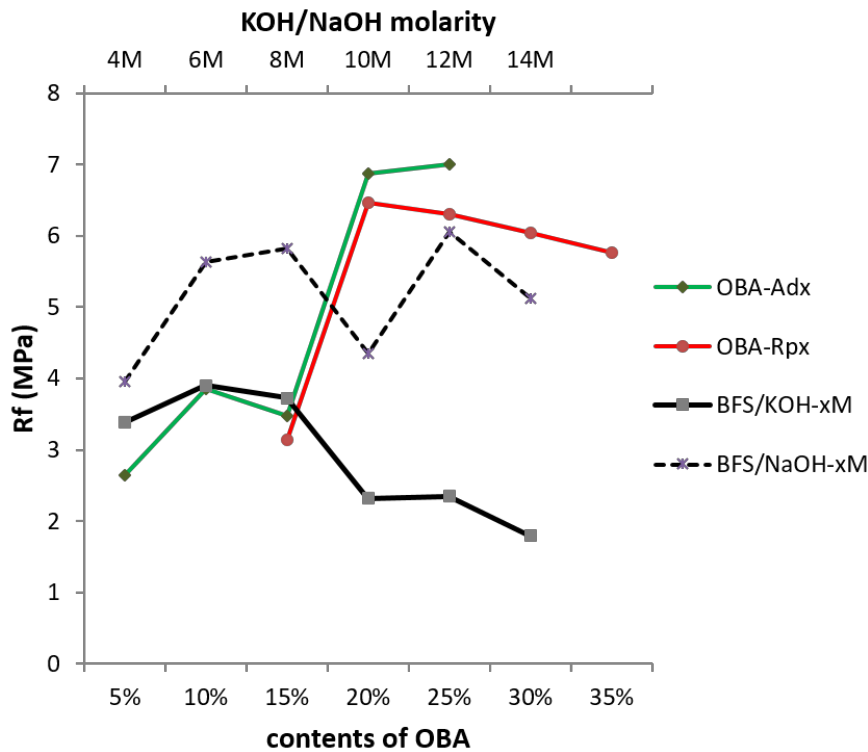 KOH/NaOH molarity
4M 6M 8M 10M 12M 14M
8
7
6
5
4
3
2
1
0
Rf (MPa)
5% 10% 15% 20% 25% 30% 35%
contents of OBA
OBA-Adx
OBA-Rpx
BFS/KOH-xM
BFS/NaOH-xM